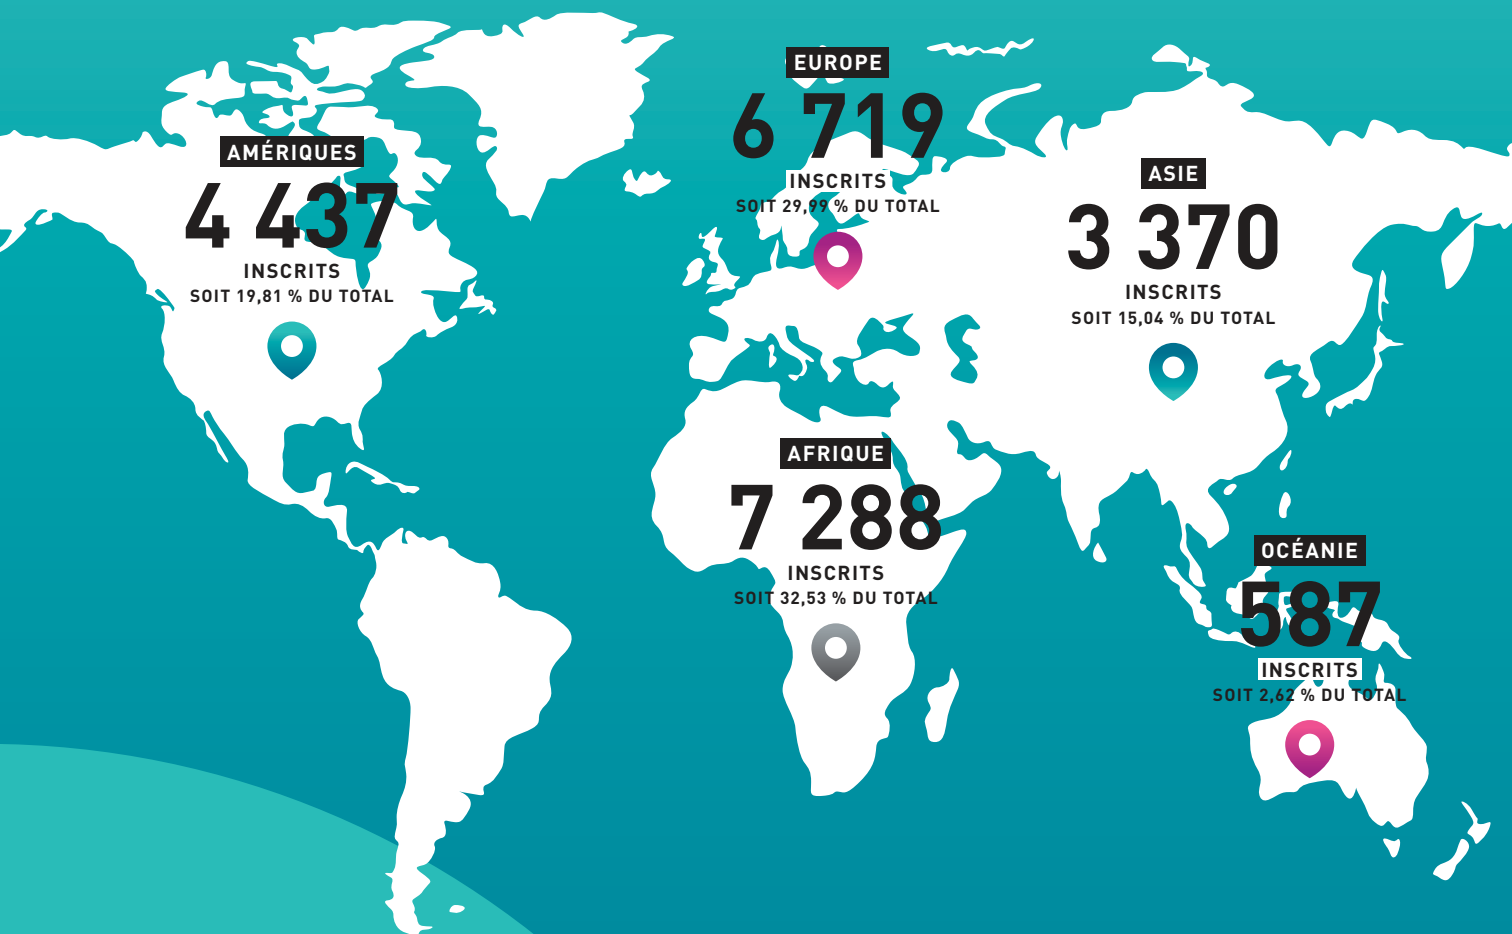 EUROPE
6 719
INSCRITS
SOIT 29,99 % DU TOTAL
AMÉRIQUES
4 437
INSCRITS
SOIT 19,81 % DU TOTAL
ASIE
3 370
INSCRITS
SOIT 15,04 % DU TOTAL
AFRIQUE
7 288
INSCRITS
SOIT 32,53 % DU TOTAL
OCÉANIE
587
INSCRITS
SOIT 2,62 % DU TOTAL